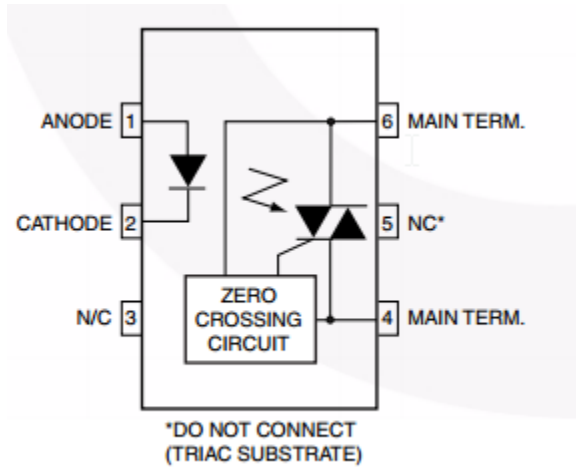 ANODE 1
6 MAIN TERM.
CATHODE 2
5 NC*
N/C 3
ZERO
CROSSING
CIRCUIT
4 MAIN TERM.
*DO NOT CONNECT
(TRIAC SUBSTRATE)